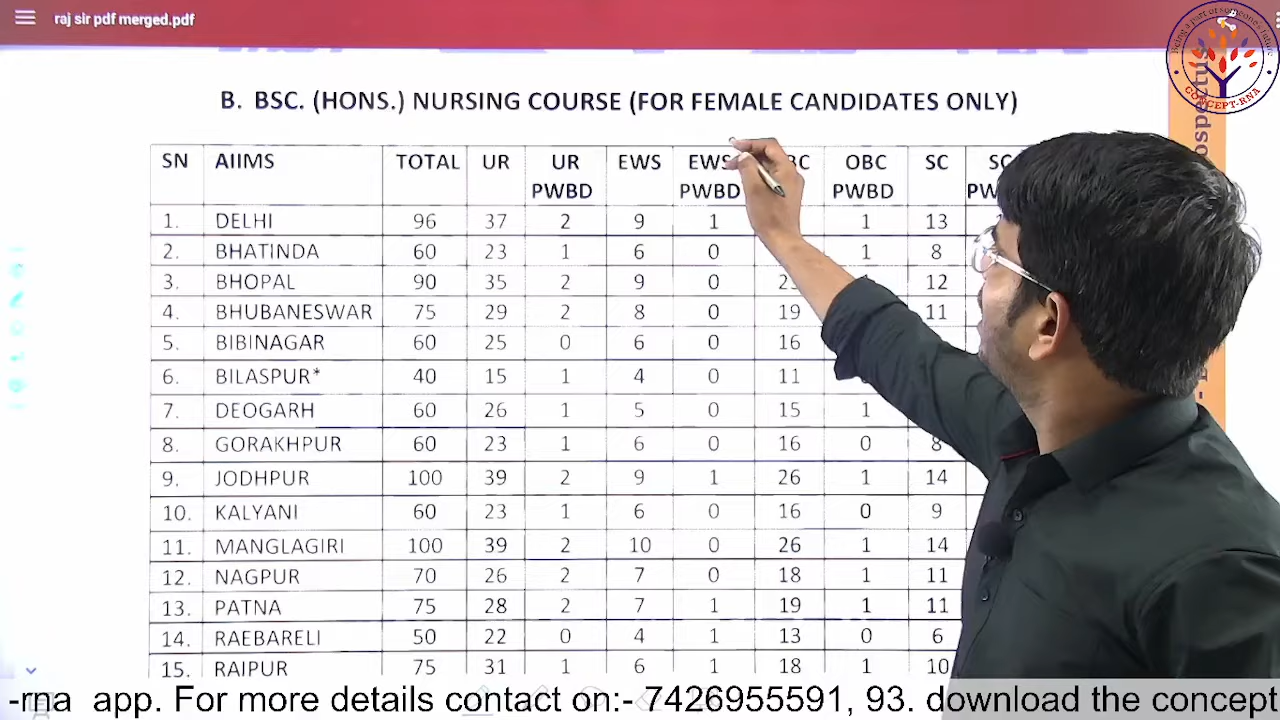 raj sir pdf merged.pdf
Being a part of someone's future
CONCEPT-RNA
B. BSC. (HONS.) NURSING COURSE (FOR FEMALE CANDIDATES ONLY)
SN AIIMS TOTAL UR UR PWBD EWS EWS PWBD OBC PWBD SC
1. DELHI 96 37 2 9 1 1 13
2. BHATINDA 60 23 1 6 0 1 8
3. BHOPAL 90 35 2 9 0 12
4. BHUBANESWAR 75 29 2 8 0 19 11
5. BIBINAGAR 60 25 0 6 0 16
6. BILASPUR* 40 15 1 4 0 11
7. DEOGARH 60 26 1 5 0 15 1
8. GORAKHPUR 60 23 1 6 0 16 0 8
9. JODHPUR 100 39 2 9 1 26 1 14
10. KALYANI 60 23 1 6 0 16 0 9
11. MANGLAGIRI 100 39 2 10 0 26 1 14
12. NAGPUR 70 26 2 7 0 18 1 11
13. PATNA 75 28 2 7 1 19 1 11
14. RAEBARELI 50 22 0 4 1 13 0 6
15. RAIPUR 75 31 1 6 1 18 1 10
-rna app. For more details contact on:- 7426955591, 93. download the concept